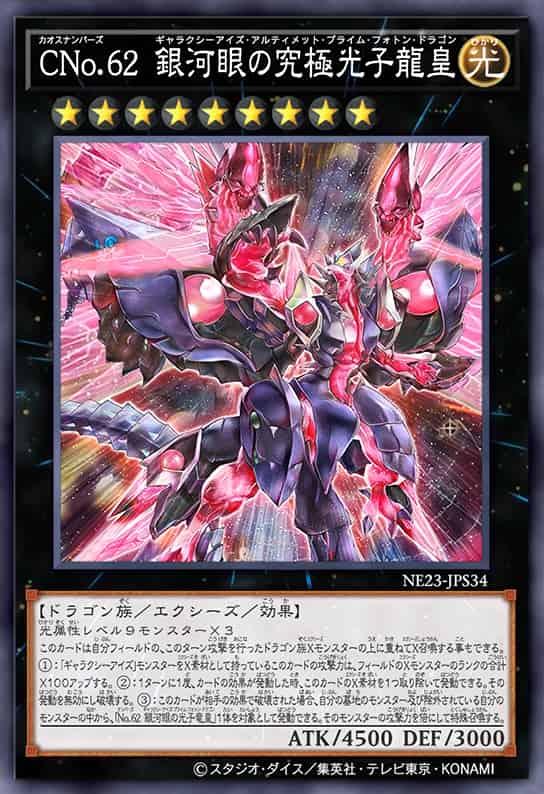 カオスナンバーズ ギャラクシーアイズ・アルティメット・プライム・フォトン・ドラゴン
CNo.62 銀河眼の究極光子龍皇
ひかり
光
NE23-JPS34
【ドラゴン族／エクシーズ／効果】
光属性レベル９モンスター×３
このカードは自分フィールドの、このターン攻撃を行ったドラゴン族Xモンスターの上に重ねてX召喚する事もできる。
①：「ギャラクシーアイズ」モンスターをX素材として持っているこのカードの攻撃力は、フィールドのXモンスターのランクの合計
×100アップする。②：1ターンに1度、カードの効果が発動した時、このカードのX素材を1つ取り除いて発動できる。その
発動を無効にし破壊する。③：このカードが相手の効果で破壊された場合、自分の墓地のモンスター及び除外されている自分の
モンスターの中から、「No.62 銀河眼の光子竜皇」1体を対象として発動できる。そのモンスターの攻撃力を倍にして特殊召喚する。
ATK/4500 DEF/3000
©スタジオ・ダイス／集英社・テレビ東京・KONAMI